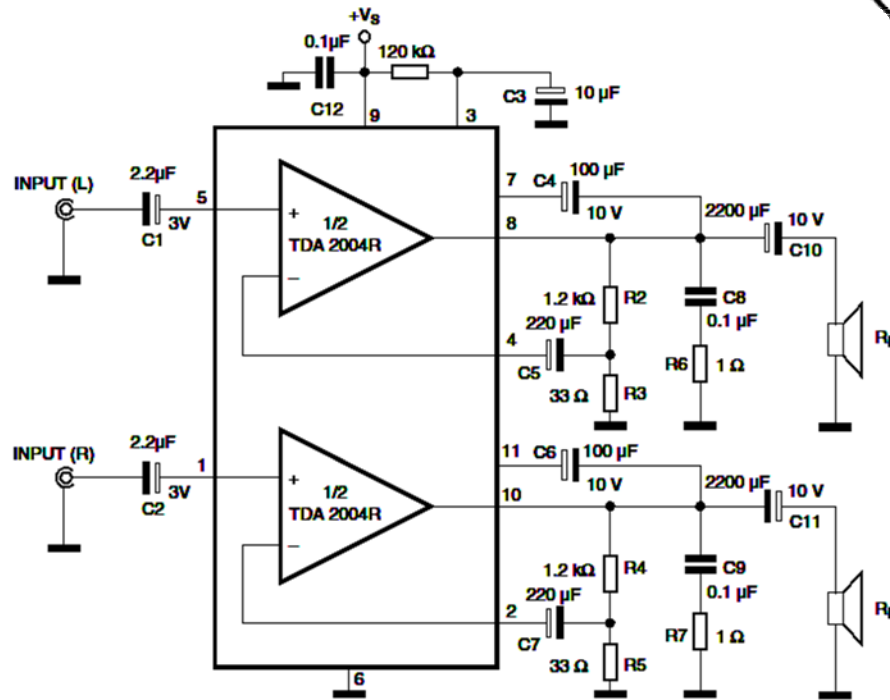 +VS
0.1µF
120 kΩ
C12
C3
10 µF
9
3
INPUT (L)
2.2µF
5
3V
C1
+
1/2
TDA 2004R
−
7
C4
100 µF
10 V
8
2200 µF
10 V
C10
1.2 kΩ
R2
C8
0.1 µF
4
220 µF
C5
R6
1 Ω
33 Ω
R3
INPUT (R)
2.2µF
1
3V
C2
+
1/2
TDA 2004R
−
11
C6
100 µF
10 V
10
2200 µF
10 V
C11
1.2 kΩ
R4
C9
0.1 µF
2
220 µF
C7
R7
1 Ω
33 Ω
R5
6